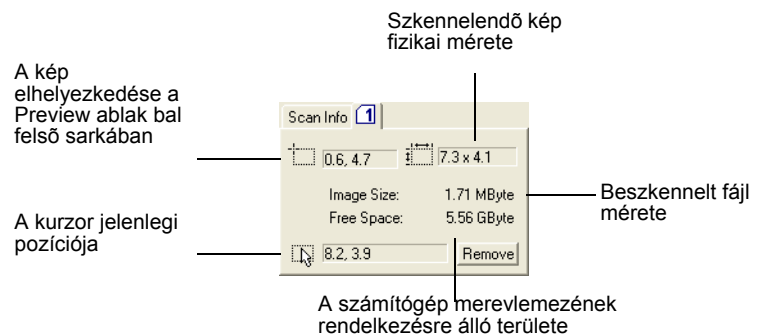 Szkennelendõ kép
fizikai mérete
A kép
elhelyezkedése a
Preview ablak bal
felsõ sarkában
Scan Info 1
0.6, 4.7 7.3 x 4.1
Image Size: 1.71 MByte
Free Space: 5.56 GByte
Beszkennelt fájl
mérete
A kurzor jelenlegi
pozíciója
8.2, 3.9 Remove
A számítógép merevlemezének
rendelkezésre álló területe